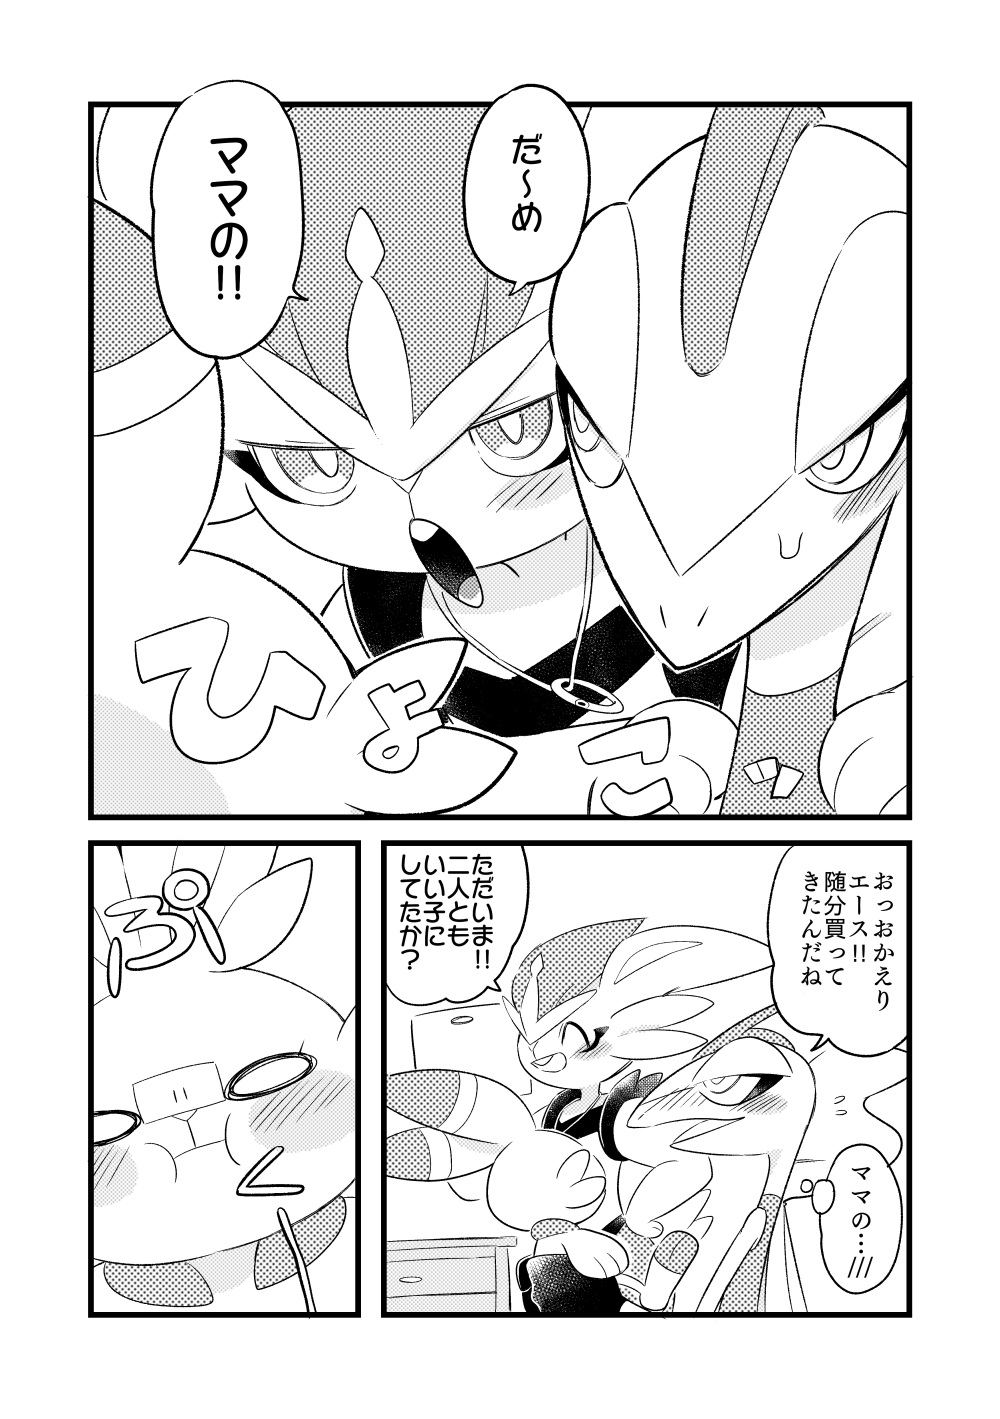 だ～め
ママの!!
ひょこッ
おっおかえり
エース!!
随分買って
きたんだね
ただいま!!
二人とも
いい子に
してたか?
ママの…///
ぷ
く